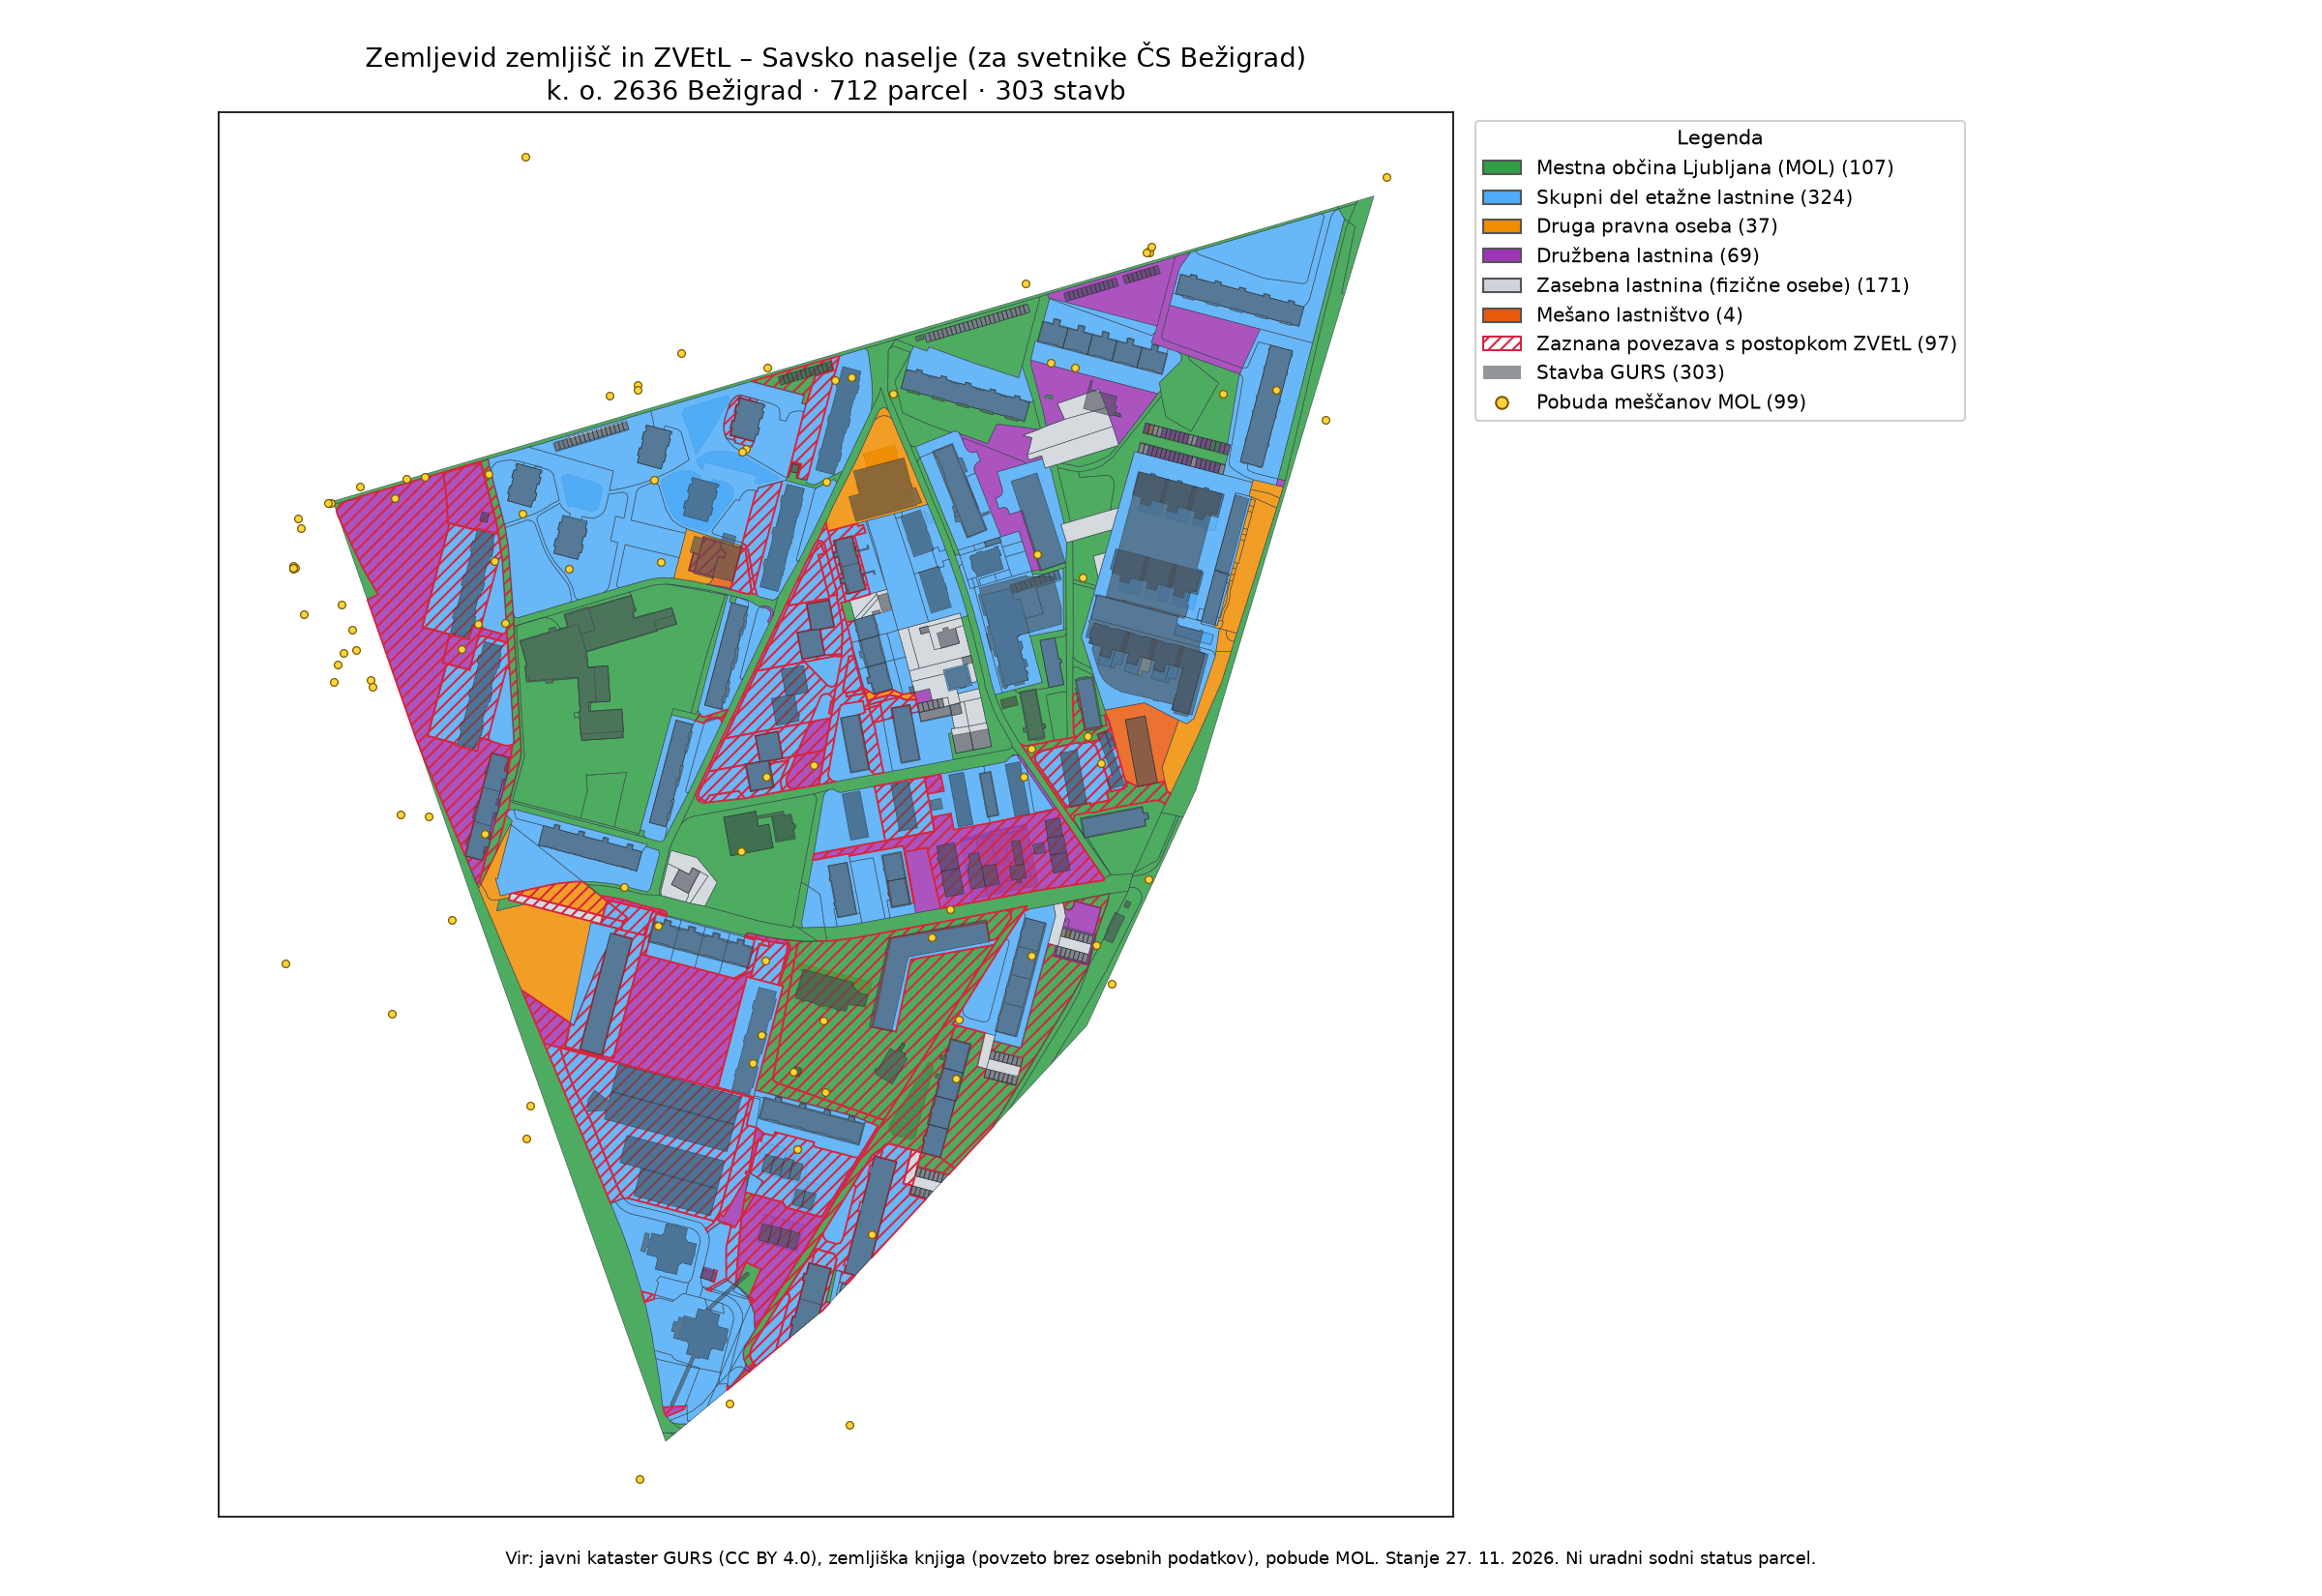 Zemljevid zemljišč in ZVEtL – Savsko naselje (za svetnike ČS Bežigrad)
k. o. 2636 Bežigrad · 712 parcel · 303 stavb
Legenda
Mestna občina Ljubljana (MOL) (107)
Skupni del etažne lastnine (324)
Druga pravna oseba (37)
Družbena lastnina (69)
Zasebna lastnina (fizične osebe) (171)
Mešano lastništvo (4)
Zaznana povezava s postopkom ZVEtL (97)
Stavba GURS (303)
Pobuda meščanov MOL (99)
Vir: javni kataster GURS (CC BY 4.0), zemljiška knjiga (povzeto brez osebnih podatkov), pobude MOL. Stanje 27. 11. 2026. Ni uradni sodni status parcel.